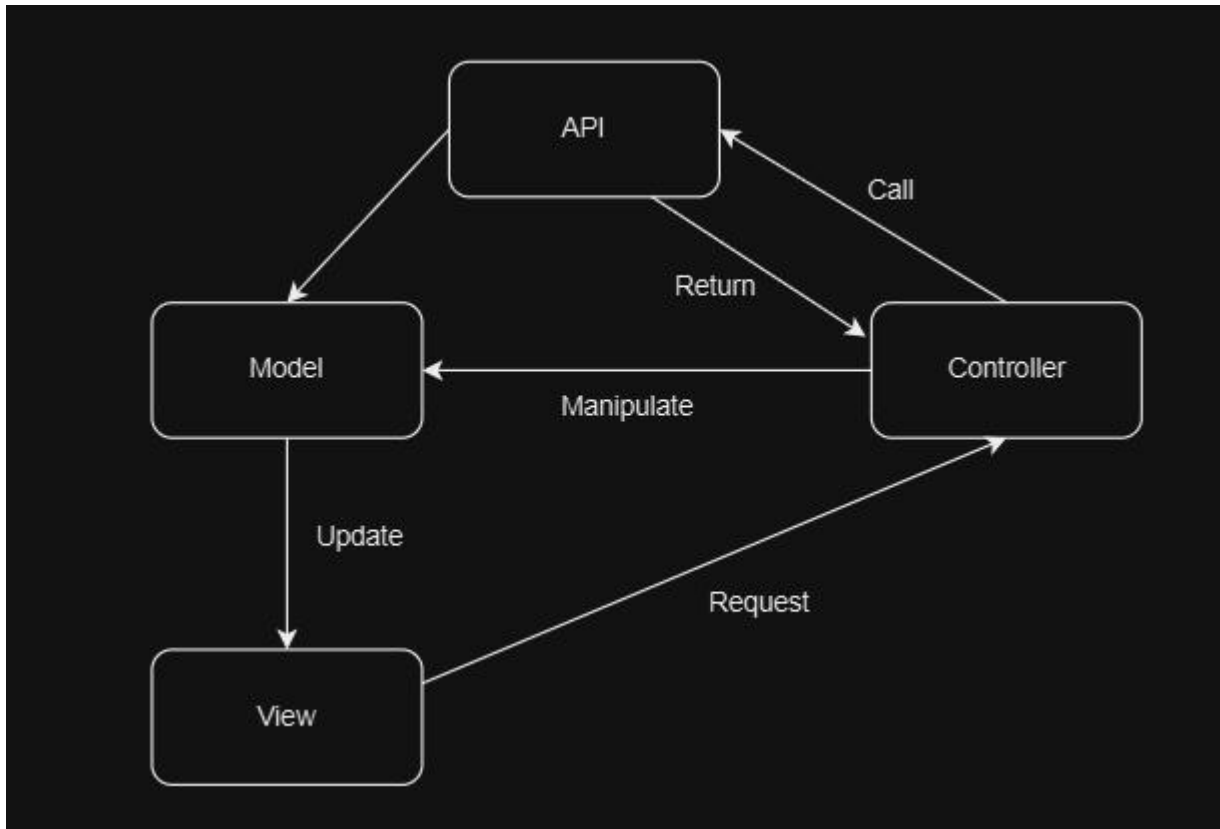 API
Call
Return
Model
Controller
Manipulate
Update
Request
View